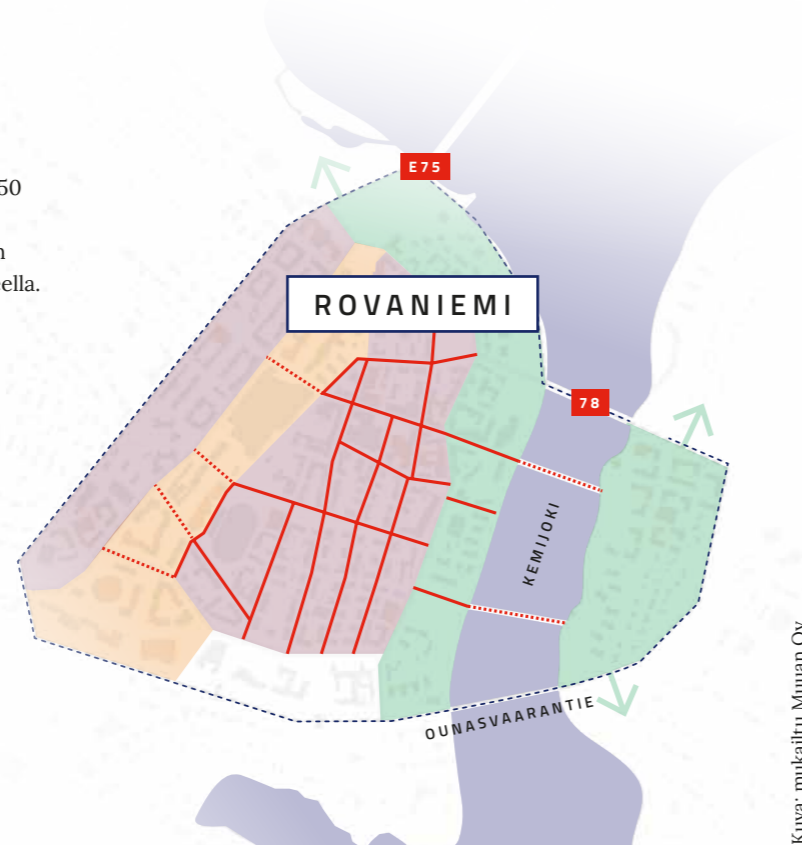 50
n
ella.
E75
ROVANIEMI
78
KEMIJOKI
OUNASVAARANTIE
Kuva: mukailtu Muuan Oy